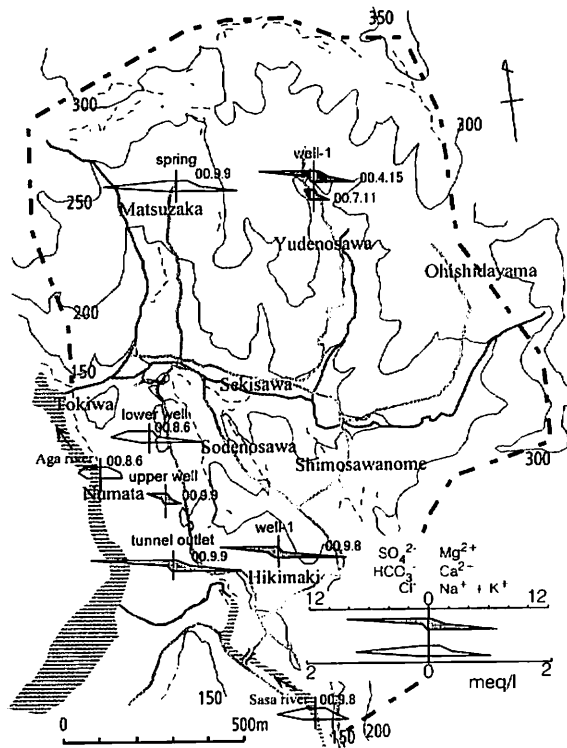 350
300
300
spring
00.9.9
well-1
00.4.15
00.7.11
250
Matsuzaka
Yudenosawa
Ohishidayama
200
150
Sekisawa
Tokiwa
lower well
00.8.6
Sodenosawa
Shimosawanome
300
Aga river
00.8.6
upper well
00.9.9
Numata
tunnel outlet
00.9.9
well-1
00.9.8
Hikimaki
SO₄²⁻ Mg²⁺
HCO₃⁻ Ca²⁻
Cl⁻ Na⁺ + K⁺
12 0 12
2 0 2
meq/l
150
Sasa river
00.9.8
150
200
0 500m